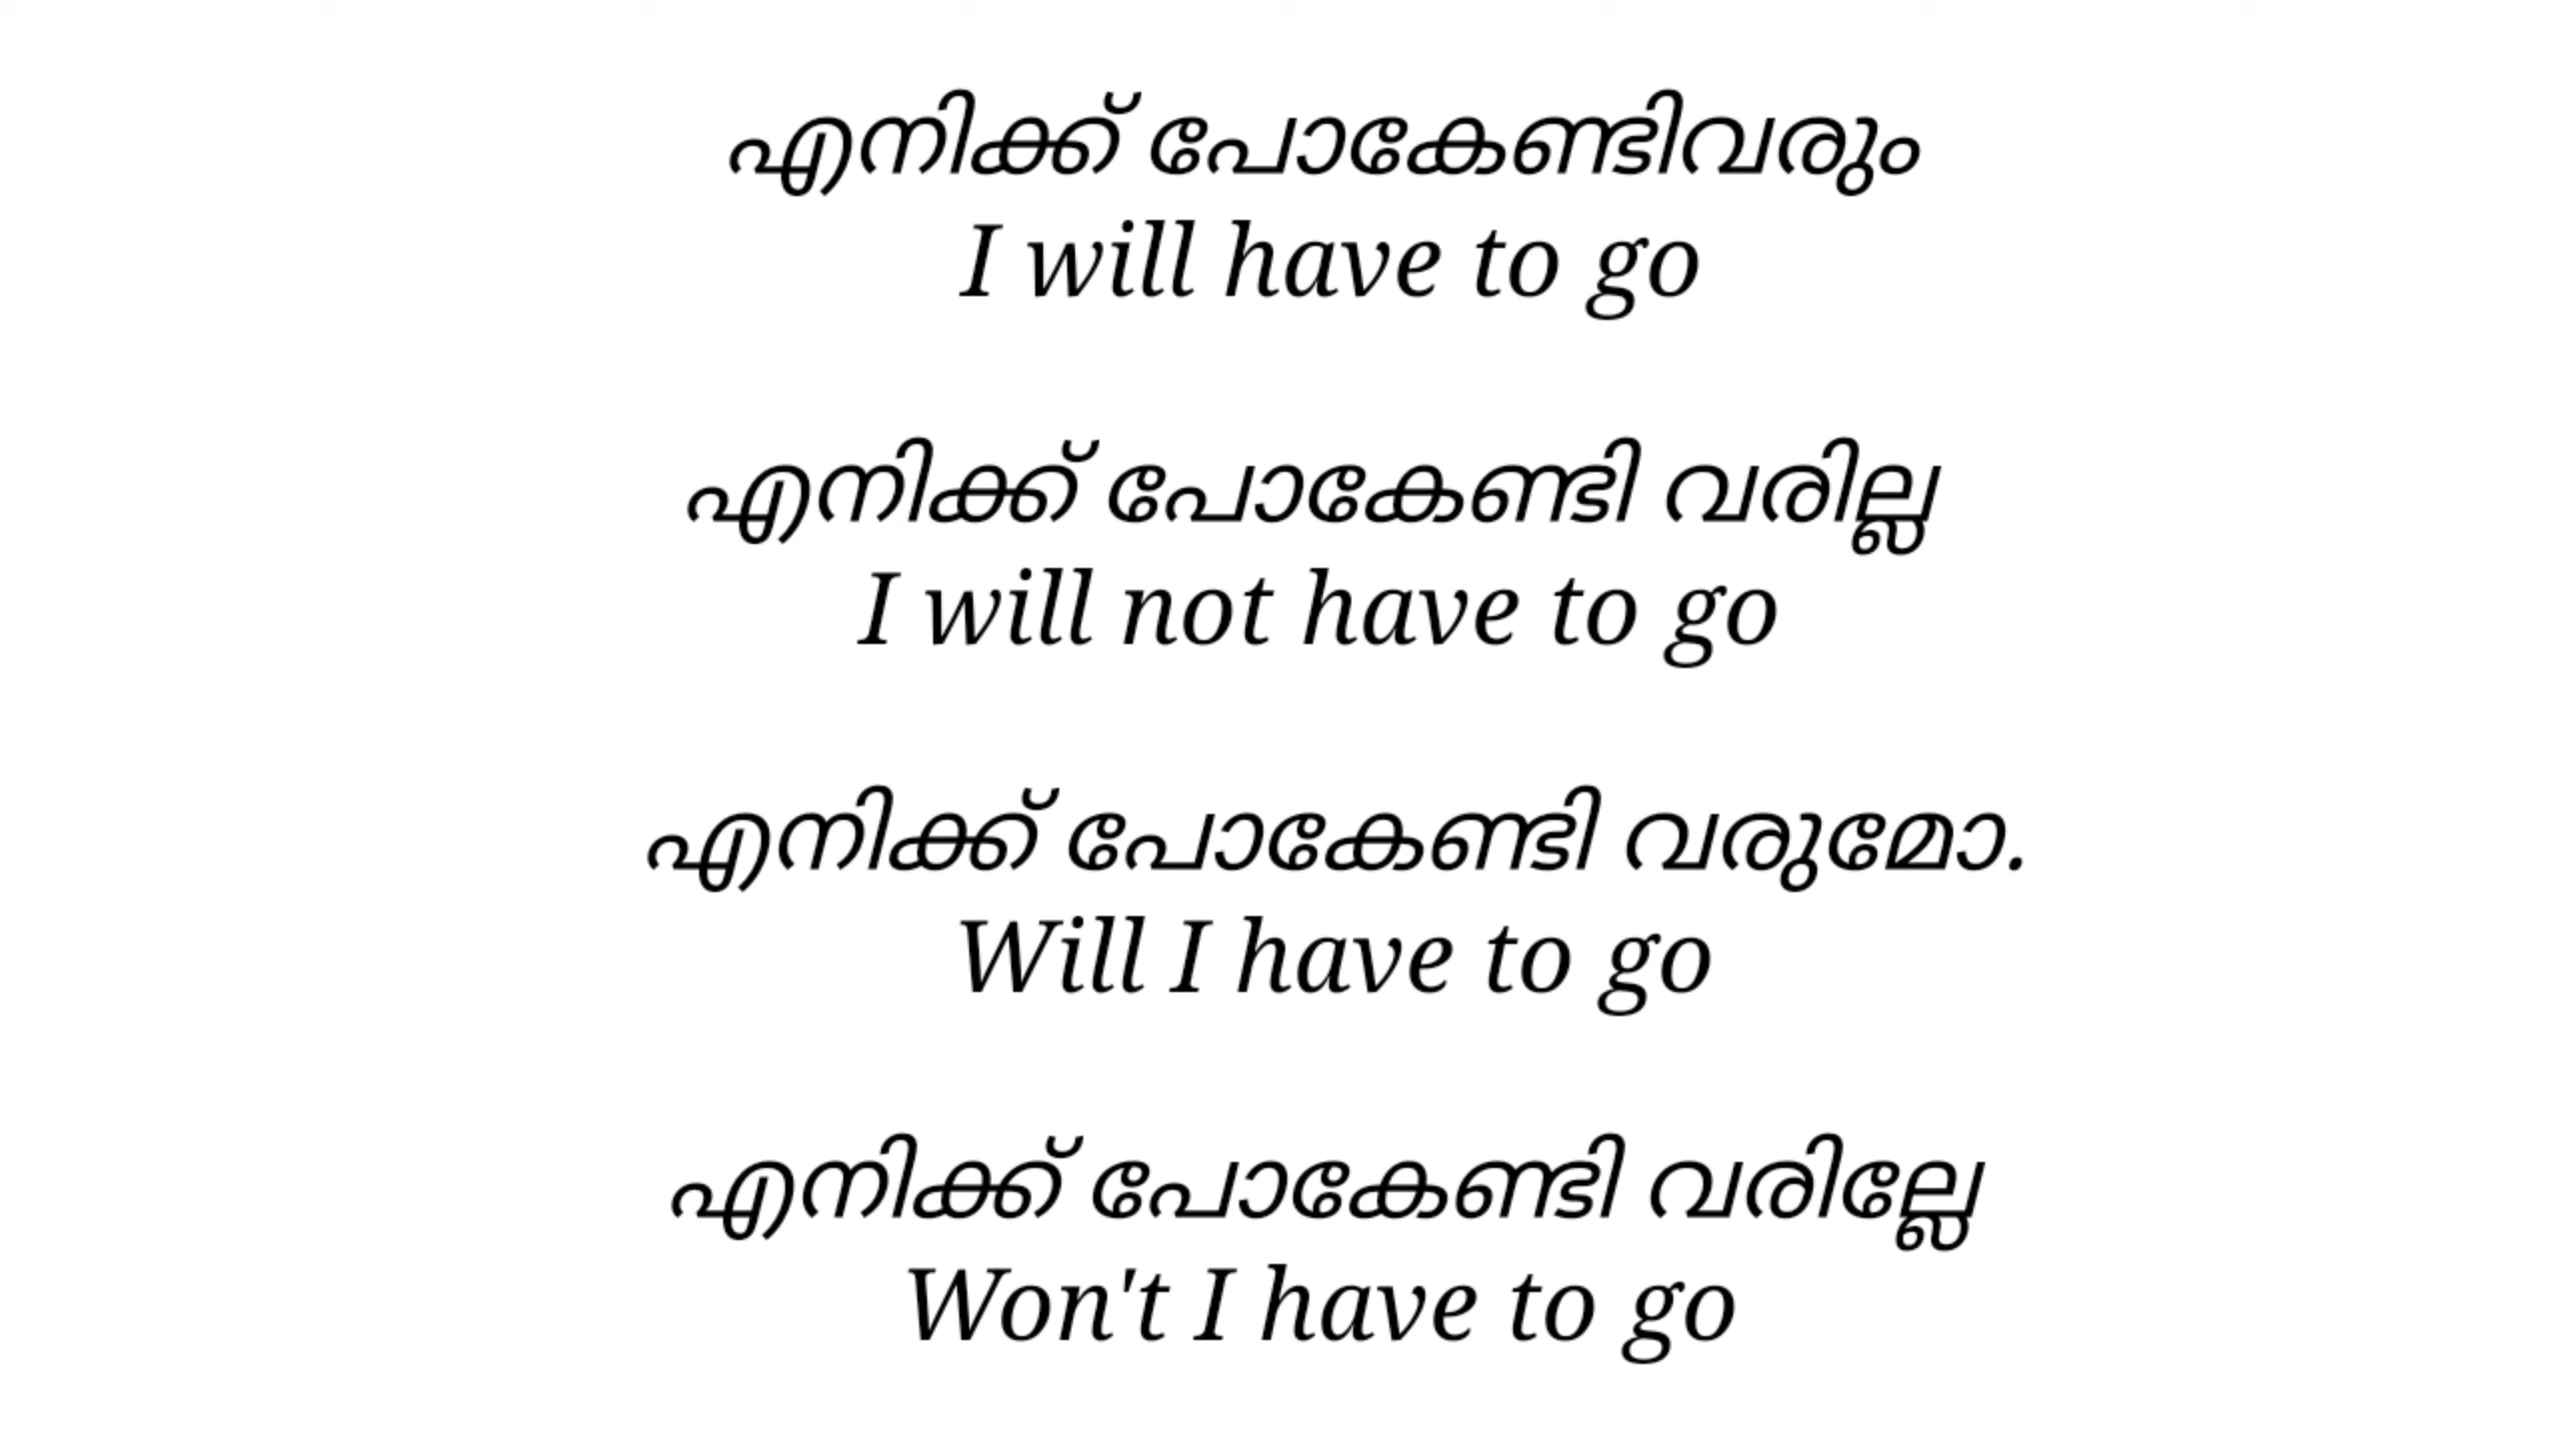 എനിക്ക് പോകേണ്ടിവരും
I will have to go
എനിക്ക് പോകേണ്ടി വരില്ല
I will not have to go
എനിക്ക് പോകേണ്ടി വരുമോ.
Will I have to go
എനിക്ക് പോകേണ്ടി വരില്ലേ
Won't I have to go